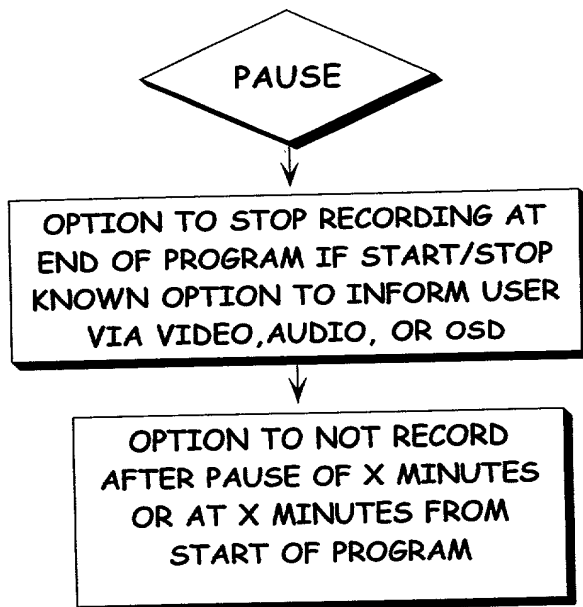 PAUSE
OPTION TO STOP RECORDING AT
END OF PROGRAM IF START/STOP
KNOWN OPTION TO INFORM USER
VIA VIDEO,AUDIO, OR OSD
OPTION TO NOT RECORD
AFTER PAUSE OF X MINUTES
OR AT X MINUTES FROM
START OF PROGRAM